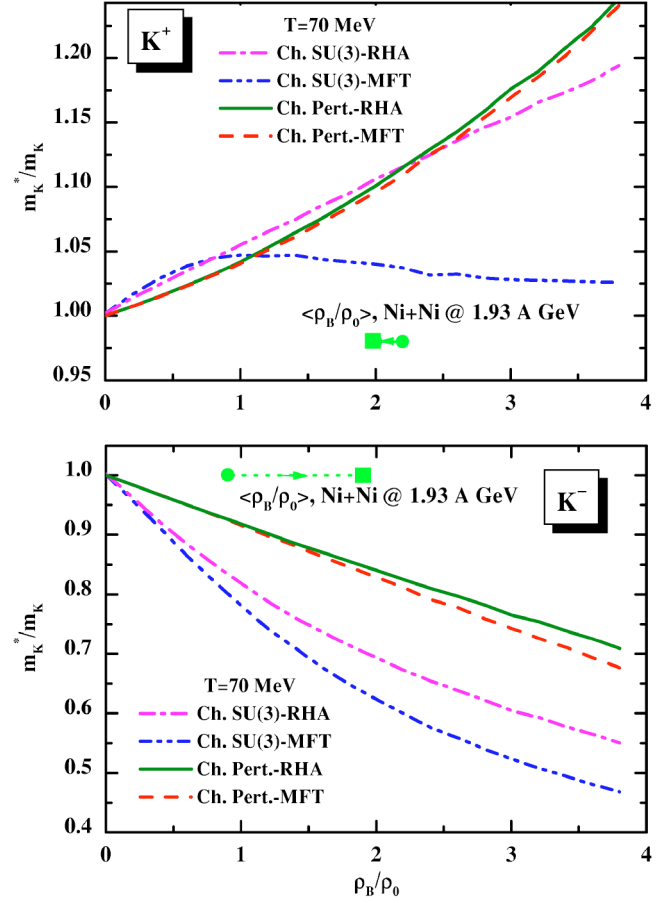 K+
T=70 MeV
Ch. SU(3)-RHA
Ch. SU(3)-MFT
Ch. Pert.-RHA
Ch. Pert.-MFT
1.20
1.15
1.10
1.05
1.00
0.95
mK*/mK
<ρB/ρ0>, Ni+Ni @ 1.93 A GeV
0 1 2 3 4
K−
<ρB/ρ0>, Ni+Ni @ 1.93 A GeV
1.0
0.9
0.8
0.7
0.6
0.5
0.4
mK*/mK
T=70 MeV
Ch. SU(3)-RHA
Ch. SU(3)-MFT
Ch. Pert.-RHA
Ch. Pert.-MFT
0 1 2 3 4
ρB/ρ0